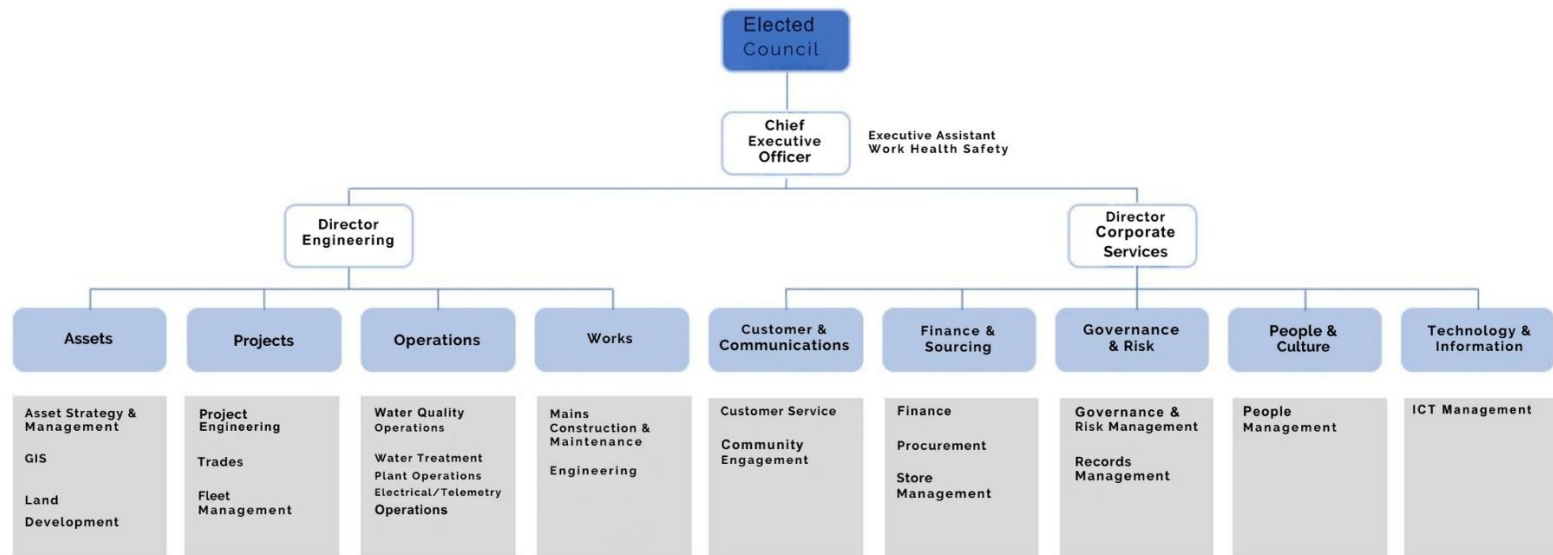 Elected
Council
Chief
Executive
Officer
Executive Assistant
Work Health Safety
Director
Engineering
Director
Corporate
Services
Assets
Projects
Operations
Works
Customer &
Communications
Finance &
Sourcing
Governance
& Risk
People &
Culture
Technology &
Information
Asset Strategy &
Management
GIS
Land
Development
Project
Engineering
Trades
Fleet
Management
Water Quality
Operations
Water Treatment
Plant Operations
Electrical/Telemetry
Operations
Mains
Construction &
Maintenance
Engineering
Customer Service
Community
Engagement
Finance
Procurement
Store
Management
Governance &
Risk Management
Records
Management
People
Management
ICT Management